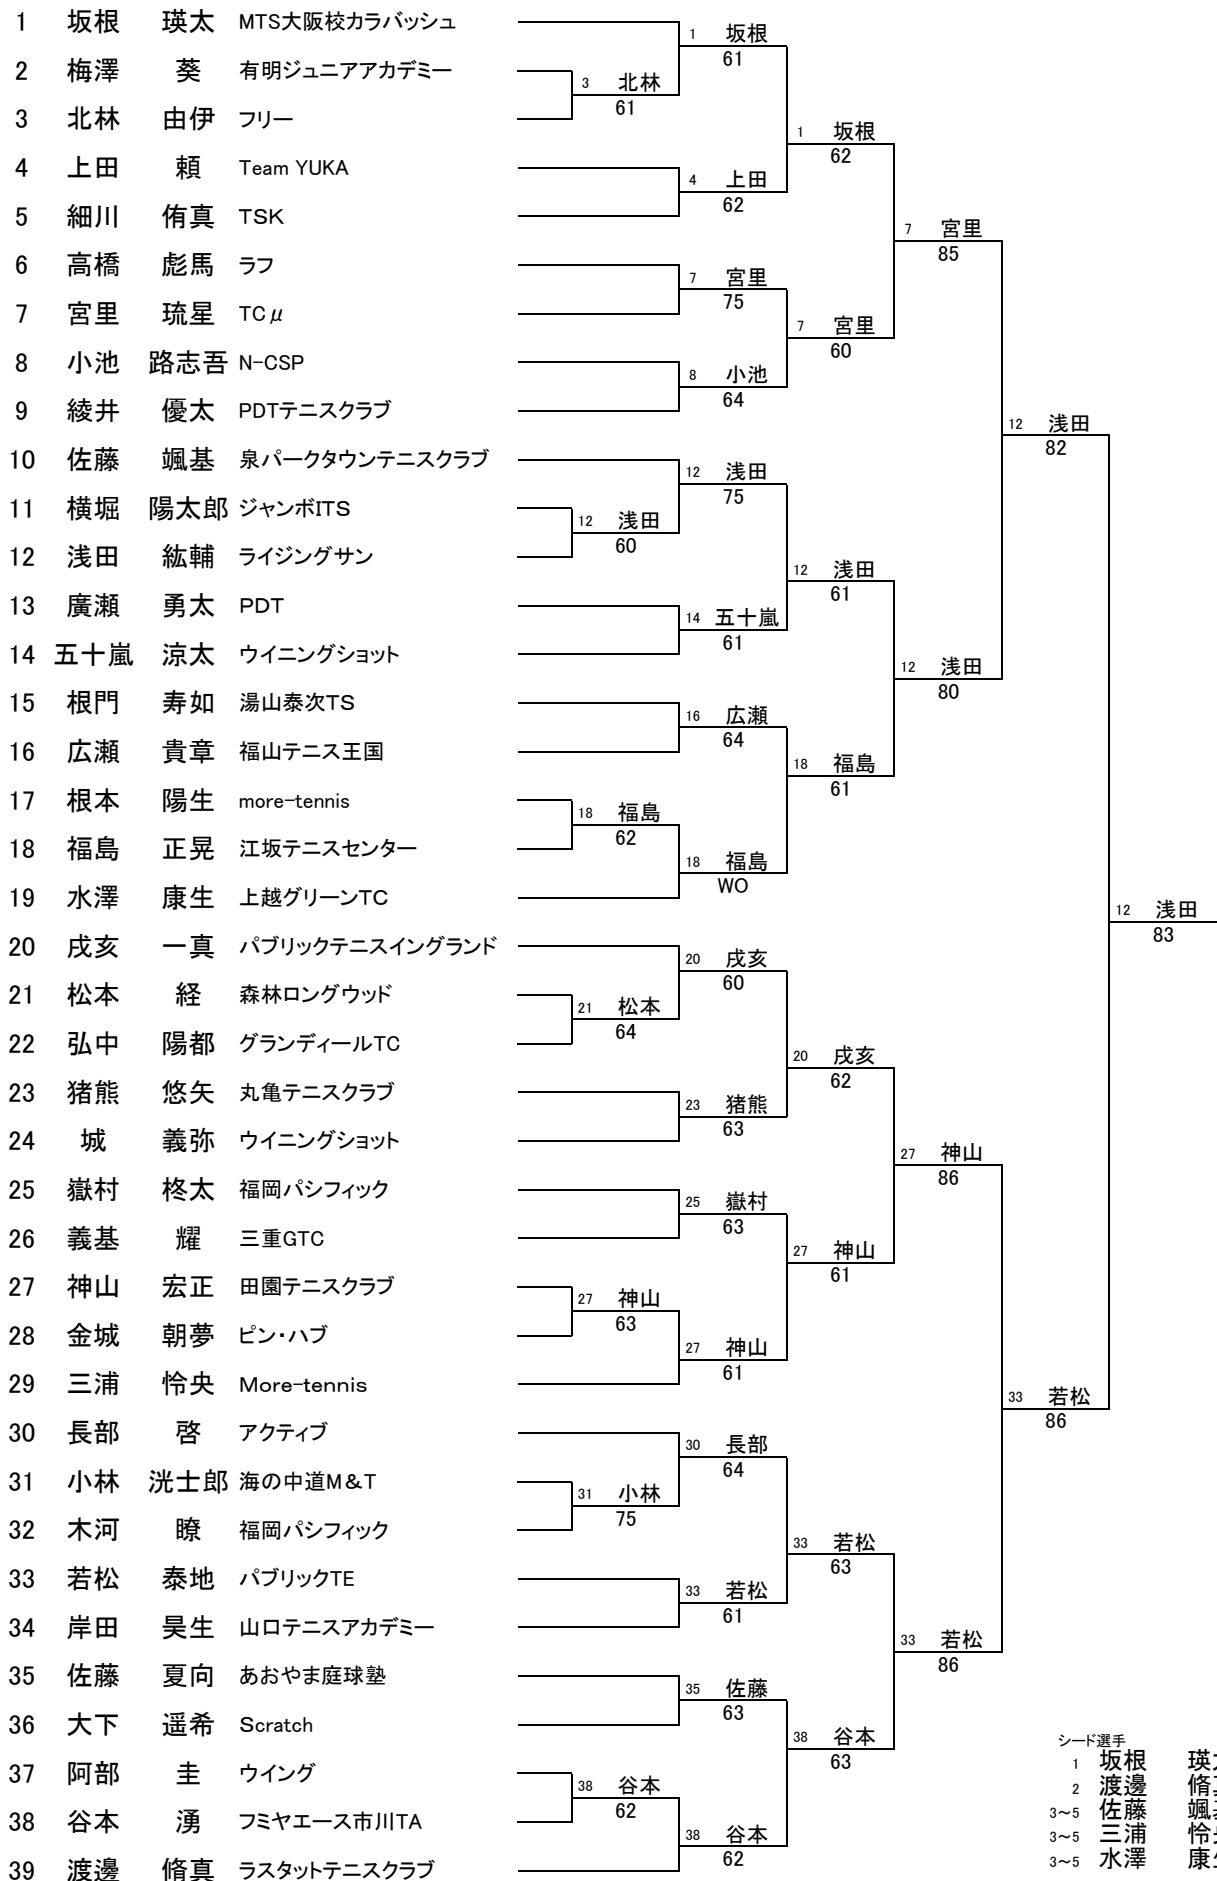 1 坂根 瑛太 MTS大阪校カラバッシュ
2 梅澤 葵 有明ジュニアアカデミー
3 北林 由伊 フリー
4 上田 頼 Team YUKA
5 細川 侑真 TSK
6 高橋 彪馬 ラフ
7 宮里 琉星 TCμ
8 小池 路志吾 N-CSP
9 綾井 優太 PDTテニスクラブ
10 佐藤 颯基 泉パークタウンテニスクラブ
11 横堀 陽太郎 ジャンボITS
12 浅田 紘輔 ライジングサン
13 廣瀬 勇太 PDT
14 五十嵐 涼太 ウイニングショット
15 根門 寿如 湯山泰次TS
16 広瀬 貴章 福山テニス王国
17 根本 陽生 more-tennis
18 福島 正晃 江坂テニスセンター
19 水澤 康生 上越グリーンTC
20 戌亥 一真 パブリックテニスイングランド
21 松本 経 森林ロングウッド
22 弘中 陽都 グランディールTC
23 猪熊 悠矢 丸亀テニスクラブ
24 城 義弥 ウイニングショット
25 嶽村 柊太 福岡パシフィック
26 義基 耀 三重GTC
27 神山 宏正 田園テニスクラブ
28 金城 朝夢 ピン・ハブ
29 三浦 怜央 More-tennis
30 長部 啓 アクティブ
31 小林 洸士郎 海の中道M&T
32 木河 瞭 福岡パシフィック
33 若松 泰地 パブリックTE
34 岸田 昊生 山口テニスアカデミー
35 佐藤 夏向 あおやま庭球塾
36 大下 遥希 Scratch
37 阿部 圭 ウイング
38 谷本 湧 フミヤエース市川TA
39 渡邊 脩真 ラスタットテニスクラブ
3 北林
61
12 浅田
60
18 福島
62
21 松本
64
27 神山
63
31 小林
75
38 谷本
62
1 坂根
61
4 上田
62
7 宮里
75
8 小池
64
12 浅田
75
14 五十嵐
61
16 広瀬
64
18 福島
WO
20 戌亥
60
23 猪熊
63
25 嶽村
63
27 神山
61
30 長部
64
33 若松
61
35 佐藤
63
38 谷本
62
1 坂根
62
7 宮里
60
12 浅田
61
18 福島
61
20 戌亥
62
27 神山
61
33 若松
63
38 谷本
63
7 宮里
85
12 浅田
80
27 神山
86
33 若松
86
12 浅田
82
33 若松
86
12 浅田
83
シード選手
1 坂根 瑛
2 渡邊 脩
3~5 佐藤 颯
3~5 三浦 怜
3~5 水澤 康